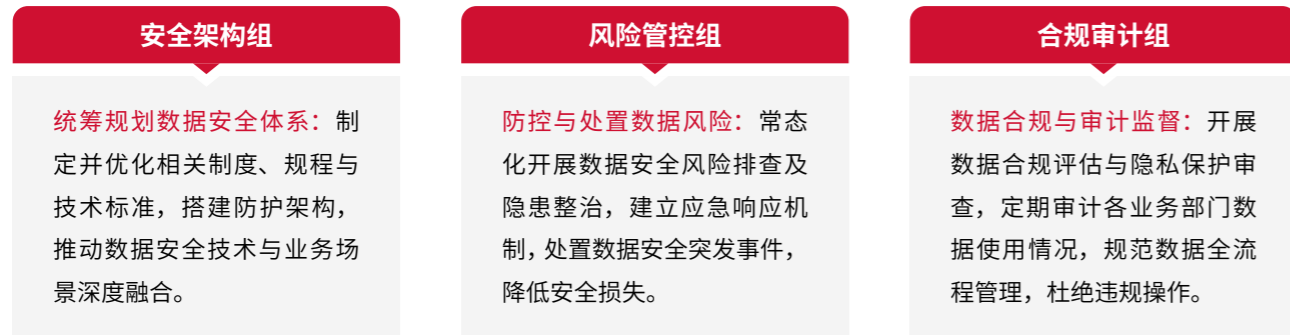 安全架构组
统筹规划数据安全体系：制
定并优化相关制度、规程与
技术标准，搭建防护架构，
推动数据安全技术与业务场
景深度融合。
风险管控组
防控与处置数据风险：常态
化开展数据安全风险排查及
隐患整治，建立应急响应机
制，处置数据安全突发事件，
降低安全损失。
合规审计组
数据合规与审计监督：开展
数据合规评估与隐私保护审
查，定期审计各业务部门数
据使用情况，规范数据全流
程管理，杜绝违规操作。